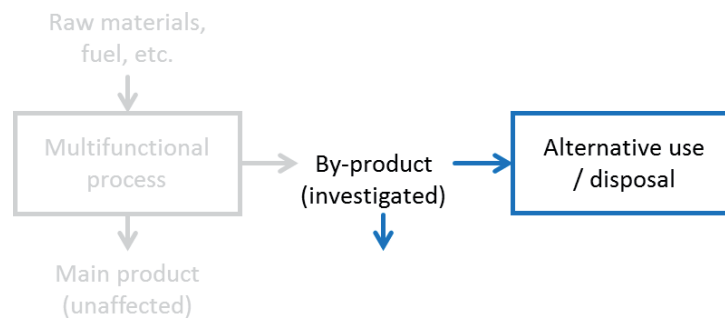 Raw materials,
fuel, etc.
Multifunctional
process
By-product
(investigated)
Alternative use
/ disposal
Main product
(unaffected)